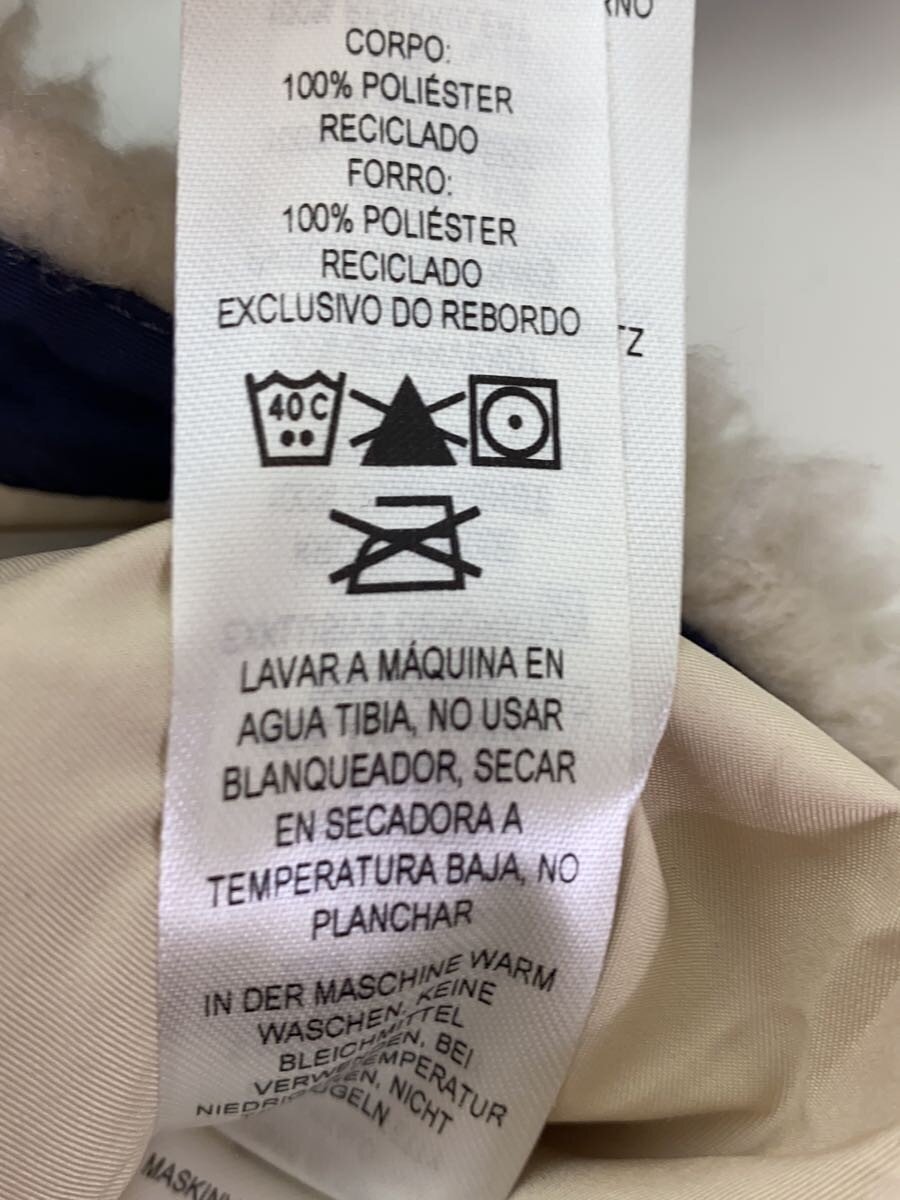 CORPO:
100% POLIÉSTER
RECICLADO
FORRO:
100% POLIÉSTER
RECICLADO
EXCLUSIVO DO REBORDO
TZ
40 C
LAVAR A MÁQUINA EN
AGUA TIBIA, NO USAR
BLANQUEADOR, SECAR
EN SECADORA A
TEMPERATURA BAJA, NO
PLANCHAR
IN DER MASCHINE WARM
WASCHEN, KEINE
BLEICHMITTEL
BEI
NICHT